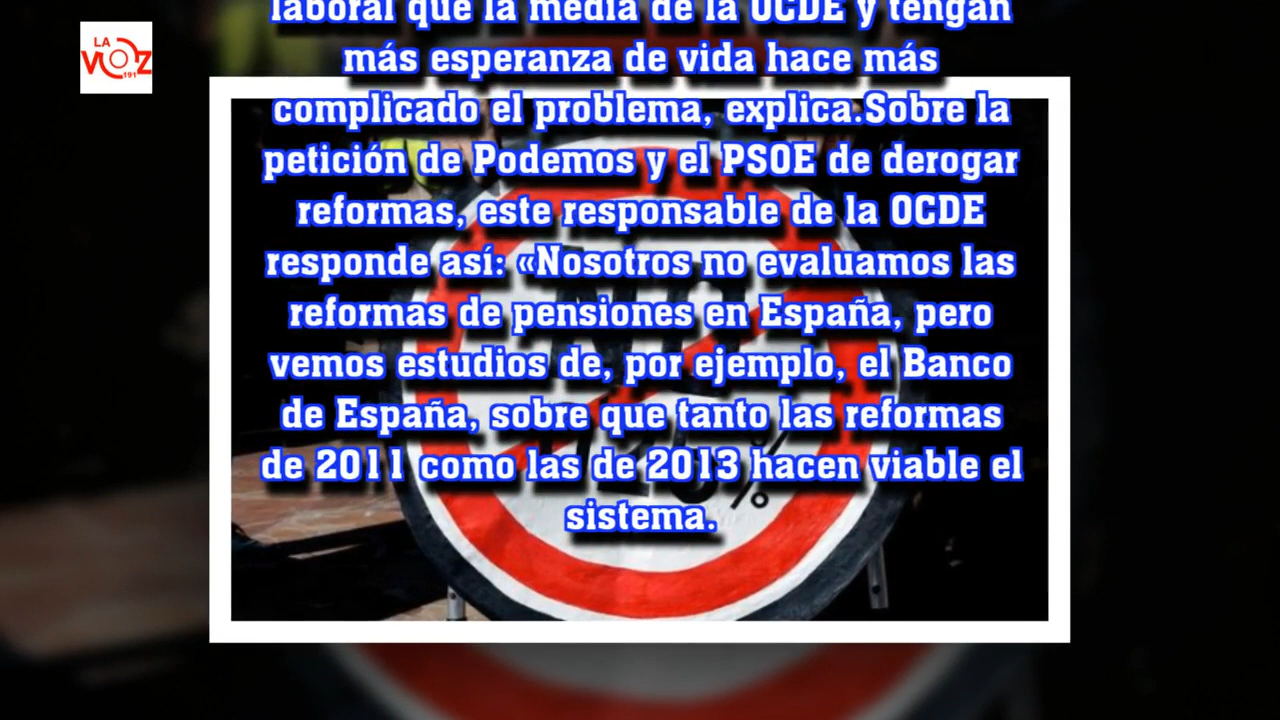 laboral que la media de la OCDE y tengan
LA
VOZ
191
más esperanza de vida hace más
complicado el problema, explica.Sobre la
petición de Podemos y el PSOE de derogar
reformas, este responsable de la OCDE
responde así: «Nosotros no evaluamos las
reformas de pensiones en España, pero
vemos estudios de, por ejemplo, el Banco
de España, sobre que tanto las reformas
de 2011 como las de 2013 hacen viable el
sistema.
%